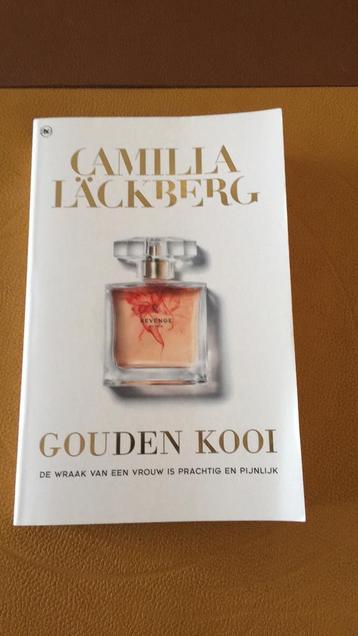 CAMILLA
LÄCKBERG
REVENGE
GOUDEN KOOI
DE WRAAK VAN EEN VROUW IS PRACHTIG EN PIJNLIJK